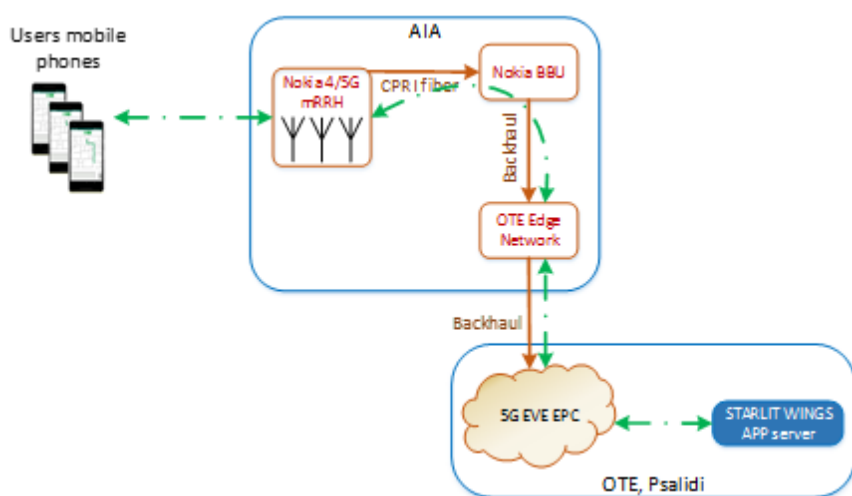 Users mobile
phones
AIA
Nokia 4/5G
mRRH
CPRI fiber
Nokia BBU
Backhaul
OTE Edge
Network
Backhaul
5G EVE EPC
STARLIT WINGS
APP server
OTE, Psalidi